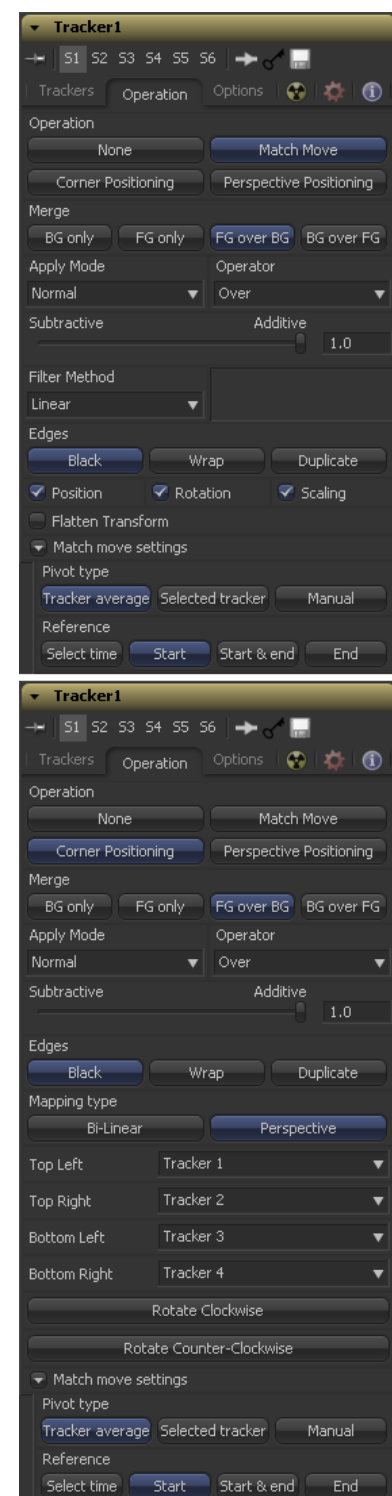 Tracker1
S1 S2 S3 S4 S5 S6
Trackers Operation Options
Operation
None Match Move
Corner Positioning Perspective Positioning
Merge
BG only FG only FG over BG BG over FG
Apply Mode Operator
Normal Over
Subtractive Additive
1.0
Filter Method
Linear
Edges
Black Wrap Duplicate
Position Rotation Scaling
Flatten Transform
Match move settings
Pivot type
Tracker average Selected tracker Manual
Reference
Select time Start Start & end End
Tracker1
S1 S2 S3 S4 S5 S6
Trackers Operation Options
Operation
None Match Move
Corner Positioning Perspective Positioning
Merge
BG only FG only FG over BG BG over FG
Apply Mode Operator
Normal Over
Subtractive Additive
1.0
Edges
Black Wrap Duplicate
Mapping type
Bi-Linear Perspective
Top Left Tracker 1
Top Right Tracker 2
Bottom Left Tracker 3
Bottom Right Tracker 4
Rotate Clockwise
Rotate Counter-Clockwise
Match move settings
Pivot type
Tracker average Selected tracker Manual
Reference
Select time Start Start & end End